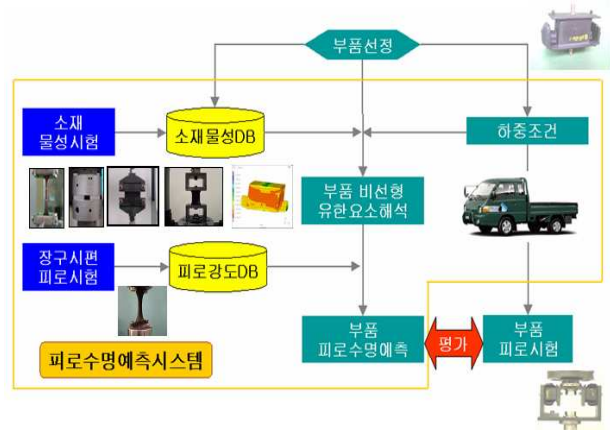 부품선정
소재
물성시험
소재물성DB
하중조건
부품 비선형
유한요소해석
장구시편
피로시험
피로강도DB
부품
피로수명예측
평가
부품
피로시험
피로수명예측시스템